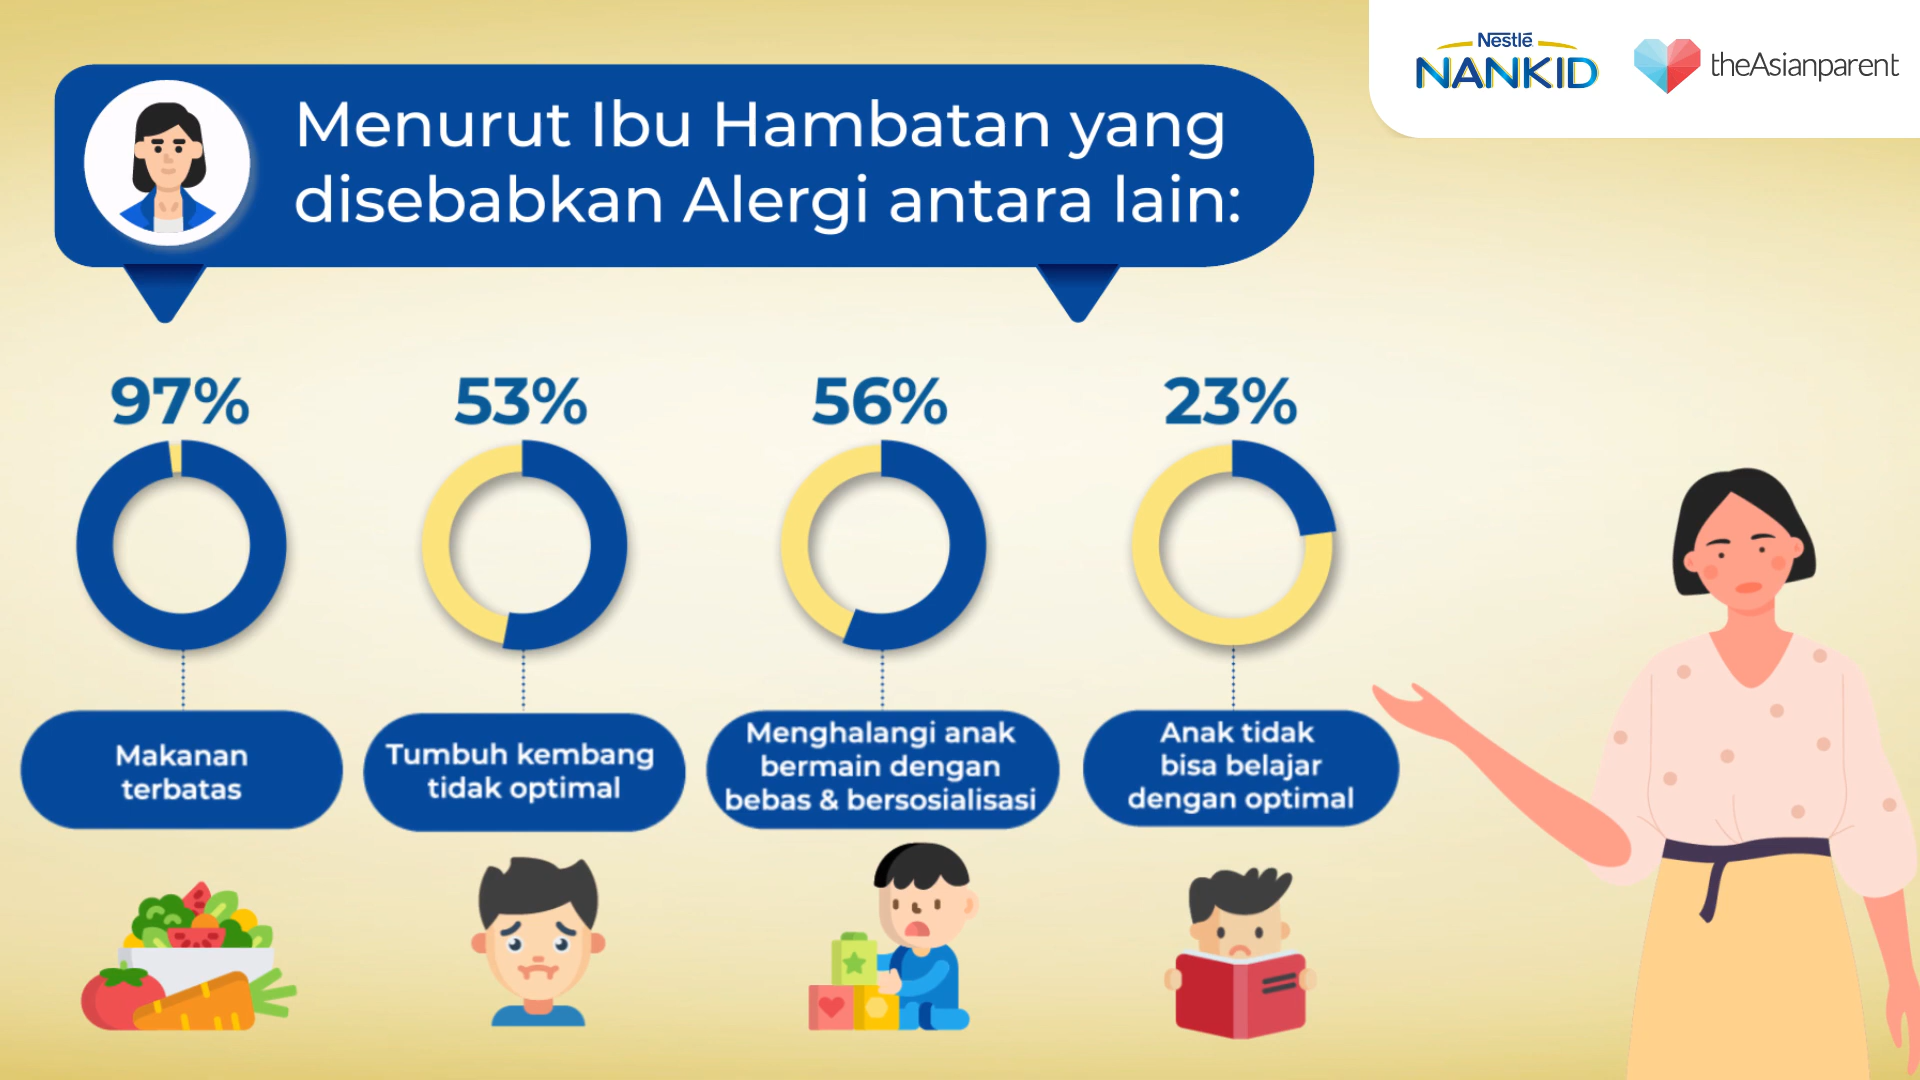 Nestlé
NANKID
theAsianparent
Menurut Ibu Hambatan yang
disebabkan Alergi antara lain:
97%
53%
56%
23%
Makanan
terbatas
Tumbuh kembang
tidak optimal
Menghalangi anak
bermain dengan
bebas & bersosialisasi
Anak tidak
bisa belajar
dengan optimal